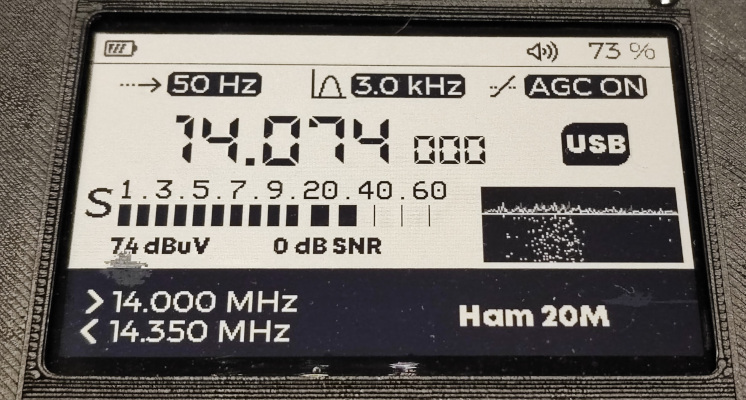 73 %
50 Hz 3.0 kHz AGC ON
14.074 000 USB
S 1.3.5.7.9.20.40.60
74 dBuV 0 dB SNR
> 14.000 MHz
< 14.350 MHz
Ham 20M